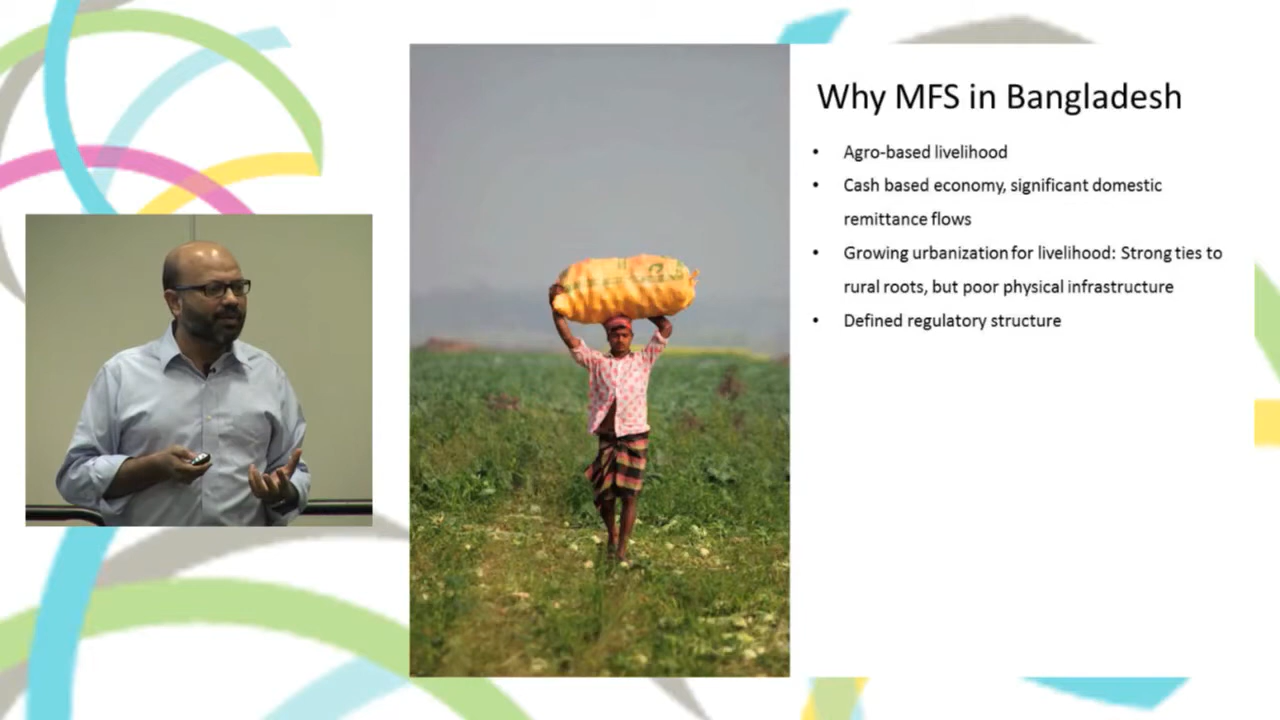 Why MFS in Bangladesh
• Agro-based livelihood
• Cash based economy, significant domestic
remittance flows
• Growing urbanization for livelihood: Strong ties to
rural roots, but poor physical infrastructure
• Defined regulatory structure